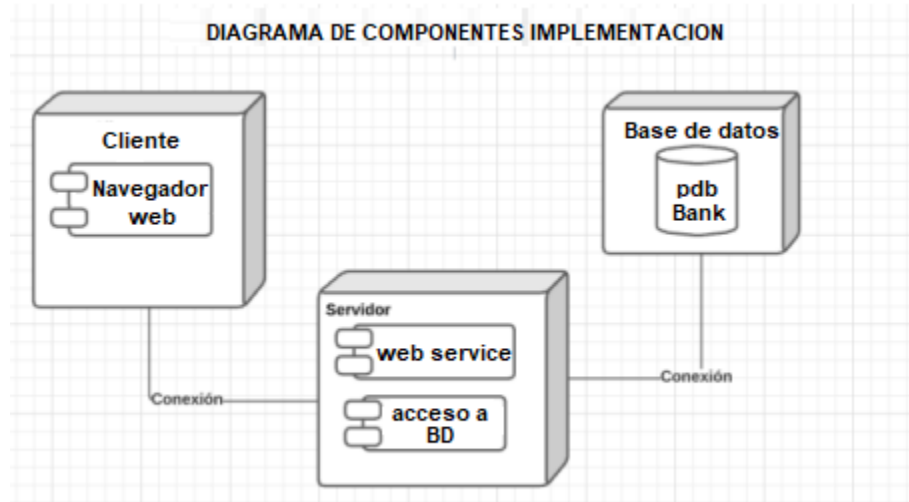 DIAGRAMA DE COMPONENTES IMPLEMENTACION
Cliente
Navegador
web
Base de datos
pdb
Bank
Servidor
web service
acceso a
BD
Conexión
Conexión